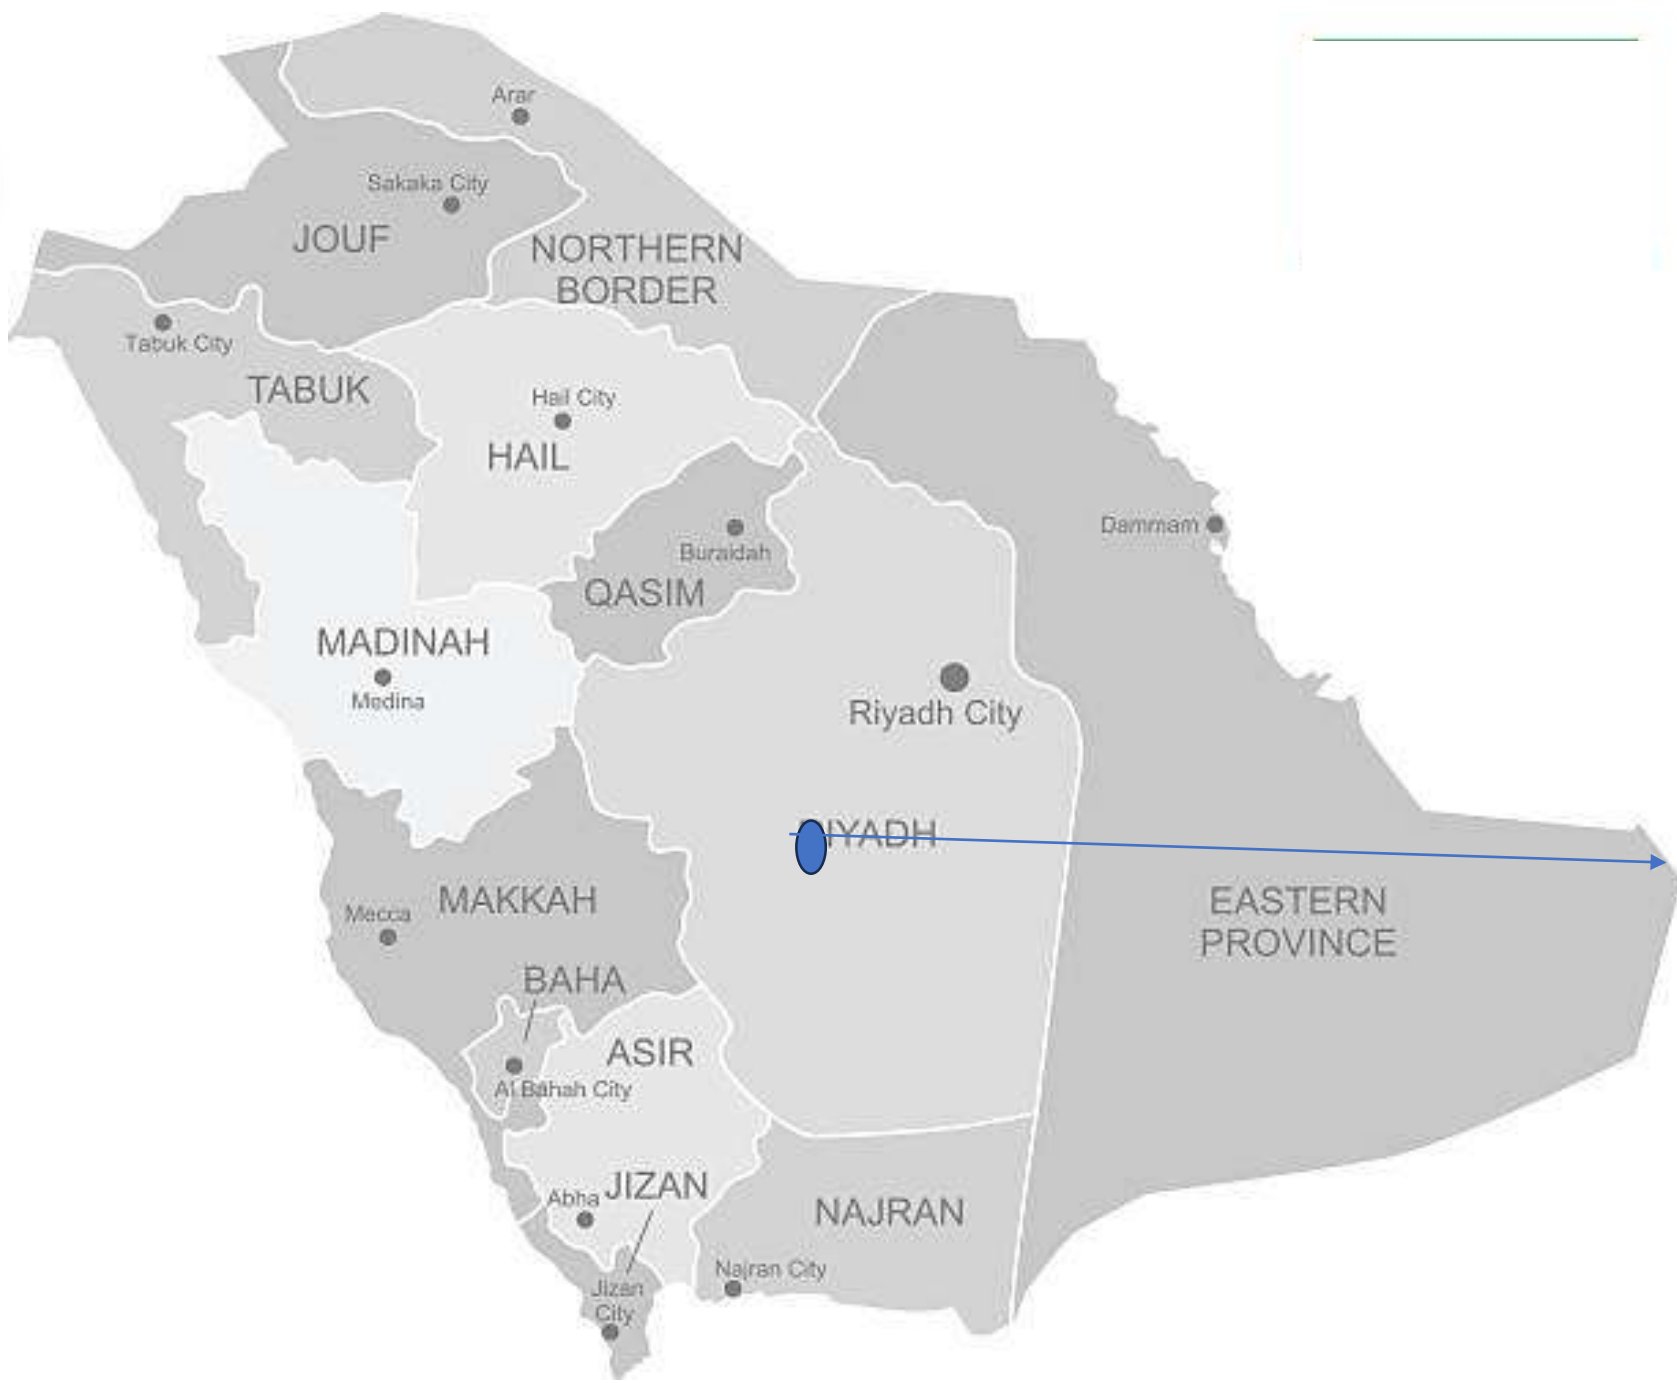 Arar
Sakaka City
JOUF
NORTHERN
BORDER
Tabuk City
TABUK
Hail City
HAIL
Dammam
Buraidah
QASIM
MADINAH
Medina
Riyadh City
IYADH
MAKKAH
Mecca
EASTERN
PROVINCE
BAHA
ASIR
Al Bahah City
JIZAN
Abha
NAJRAN
Najran City
Jizan
City